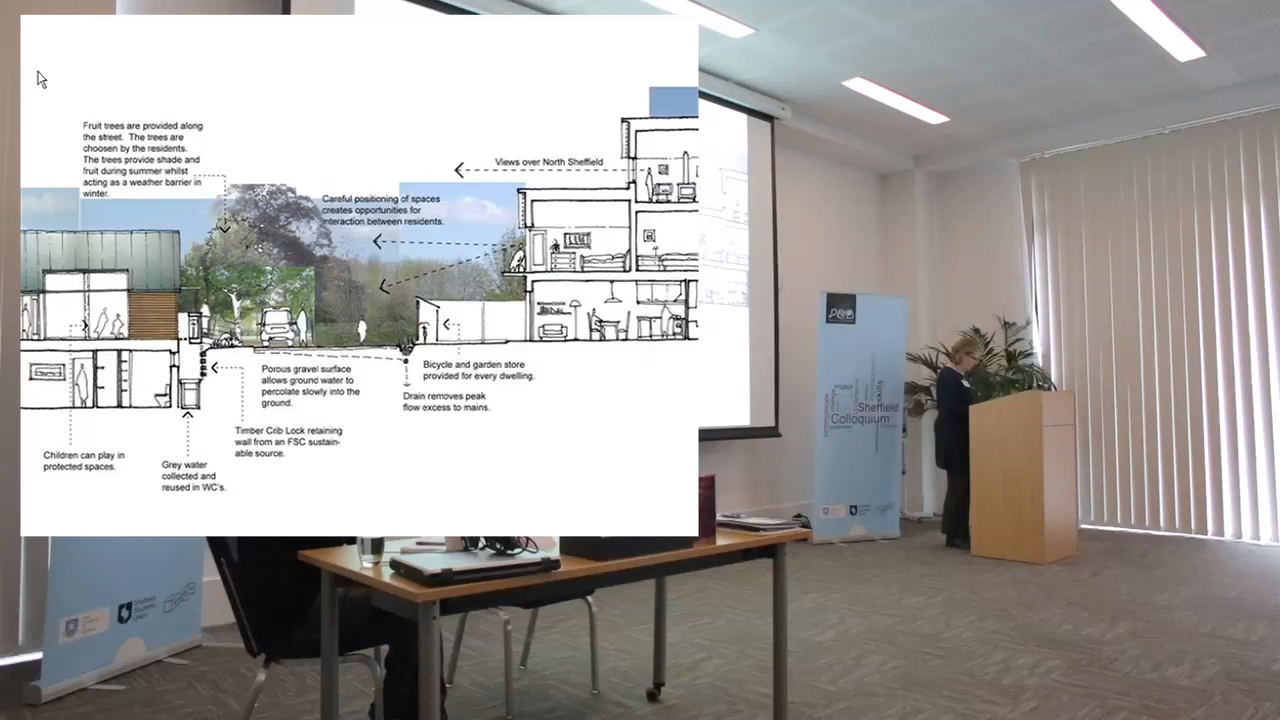 Fruit trees are provided along
the street. The trees are
choosen by the residents.
The trees provide shade and
fruit during summer whilst
acting as a weather barrier in
winter.
Views over North Sheffield
Careful positioning of spaces
creates opportunities for
interaction between residents.
Porous gravel surface
allows ground water to
percolate slowly into the
ground.
Bicycle and garden store
provided for every dwelling.
Drain removes peak
flow excess to mains.
Timber Crib Lock retaining
wall from an FSC sustain-
able source.
Children can play in
protected spaces.
Grey water
collected and
reused in WC's.
skills
Sheffield
Colloquium